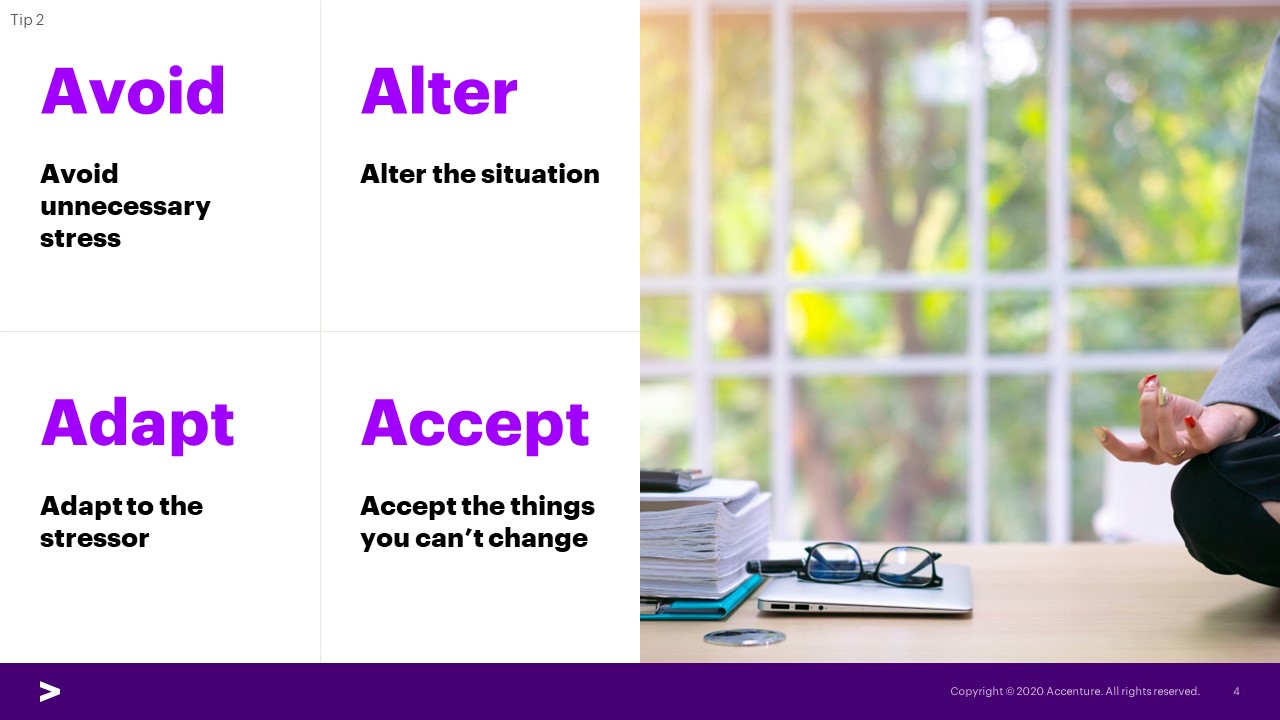 Tip 2
Avoid
Avoid
unnecessary
stress
Alter
Alter the situation
Adapt
Adapt to the
stressor
Accept
Accept the things
you can’t change
Copyright © 2020 Accenture. All rights reserved.
4